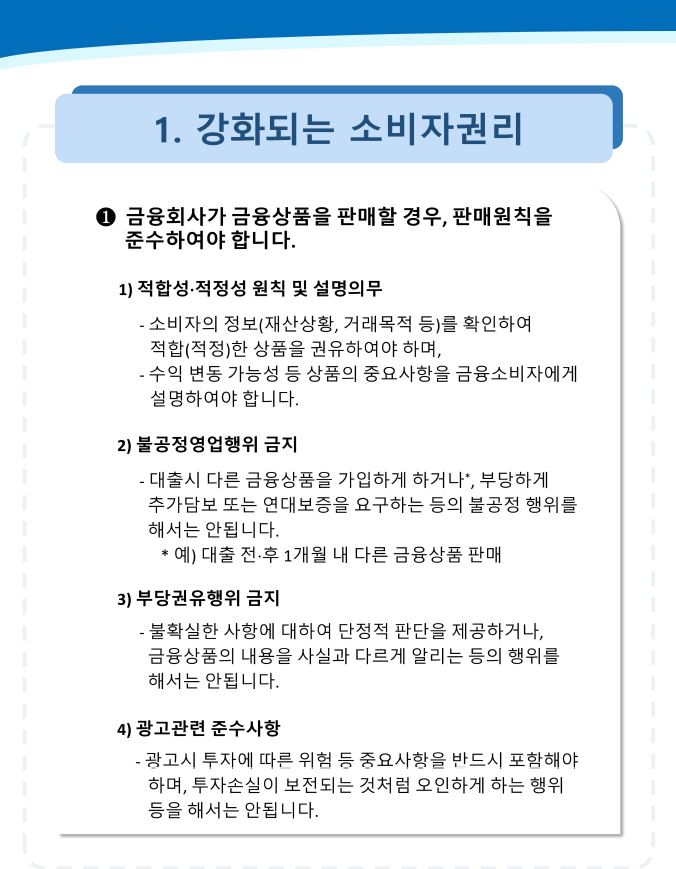 1. 강화되는 소비자권리
❶ 금융회사가 금융상품을 판매할 경우, 판매원칙을
준수하여야 합니다.
1) 적합성·적정성 원칙 및 설명의무
- 소비자의 정보(재산상황, 거래목적 등)를 확인하여
적합(적정)한 상품을 권유하여야 하며,
- 수익 변동 가능성 등 상품의 중요사항을 금융소비자에게
설명하여야 합니다.
2) 불공정영업행위 금지
- 대출시 다른 금융상품을 가입하게 하거나*, 부당하게
추가담보 또는 연대보증을 요구하는 등의 불공정 행위를
해서는 안됩니다.
* 예) 대출 전·후 1개월 내 다른 금융상품 판매
3) 부당권유행위 금지
- 불확실한 사항에 대하여 단정적 판단을 제공하거나,
금융상품의 내용을 사실과 다르게 알리는 등의 행위를
해서는 안됩니다.
4) 광고관련 준수사항
- 광고시 투자에 따른 위험 등 중요사항을 반드시 포함해야
하며, 투자손실이 보전되는 것처럼 오인하게 하는 행위
등을 해서는 안됩니다.